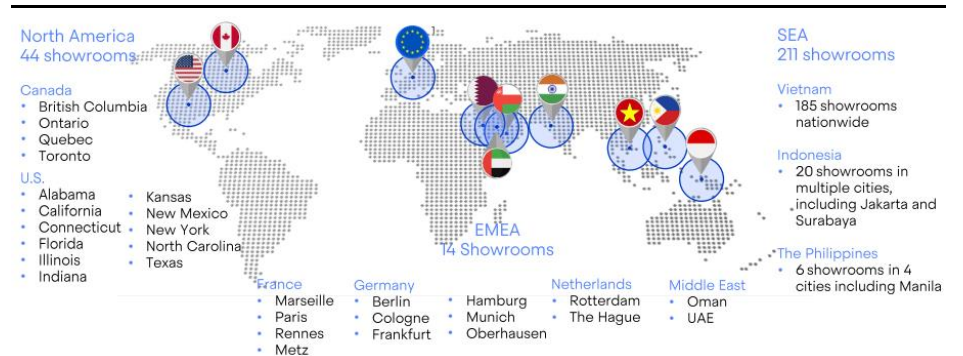 North America
44 showrooms
Canada
• British Columbia
• Ontario
• Quebec
• Toronto
U.S.
• Alabama
• California
• Connecticut
• Florida
• Illinois
• Indiana
• Kansas
• New Mexico
• New York
• North Carolina
• Texas
EMEA
14 Showrooms
France
• Marseille
• Paris
• Rennes
• Metz
Germany
• Berlin
• Cologne
• Frankfurt
• Hamburg
• Munich
• Oberhausen
Netherlands
• Rotterdam
• The Hague
Middle East
• Oman
• UAE
SEA
211 showrooms
Vietnam
• 185 showrooms
nationwide
Indonesia
• 20 showrooms in
multiple cities,
including Jakarta and
Surabaya
The Philippines
• 6 showrooms in 4
cities including Manila